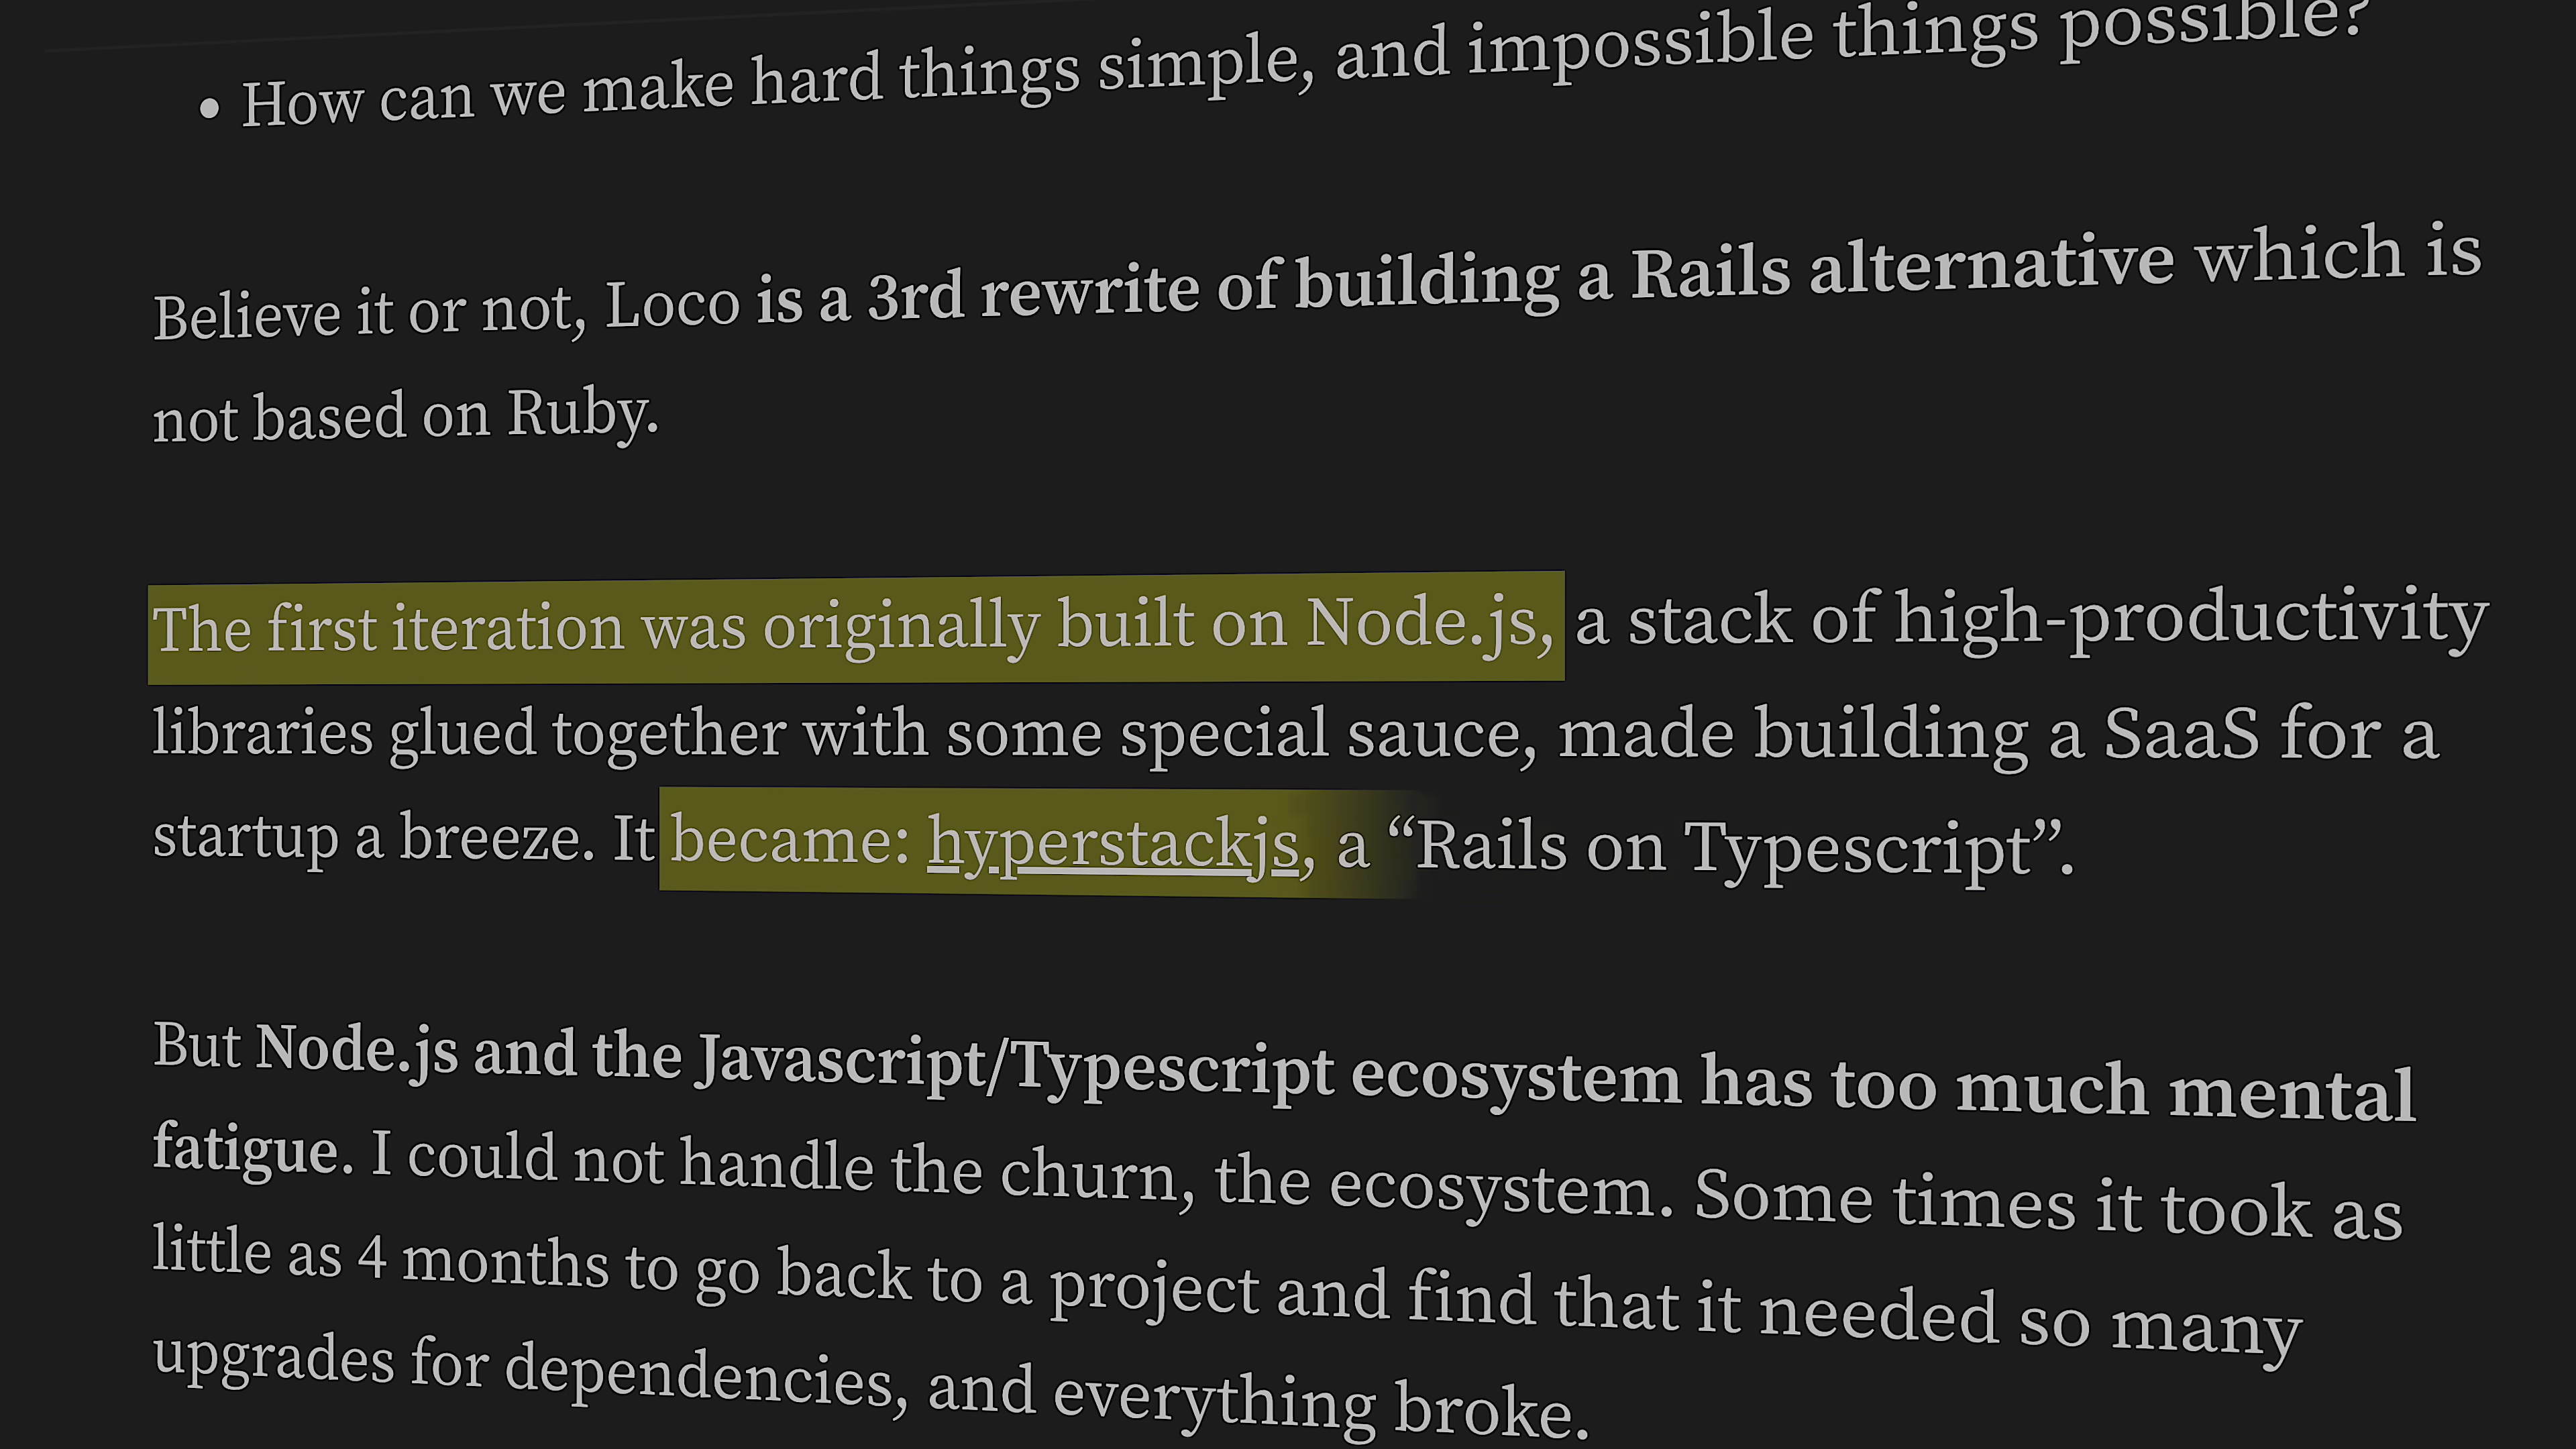 • How can we make hard things simple, and impossible things possible?
Believe it or not, Loco is a 3rd rewrite of building a Rails alternative which is
not based on Ruby.
The first iteration was originally built on Node.js, a stack of high-productivity
libraries glued together with some special sauce, made building a SaaS for a
startup a breeze. It became: hyperstackjs, a “Rails on Typescript”.
But Node.js and the Javascript/Typescript ecosystem has too much mental
fatigue. I could not handle the churn, the ecosystem. Some times it took as
little as 4 months to go back to a project and find that it needed so many
upgrades for dependencies, and everything broke.